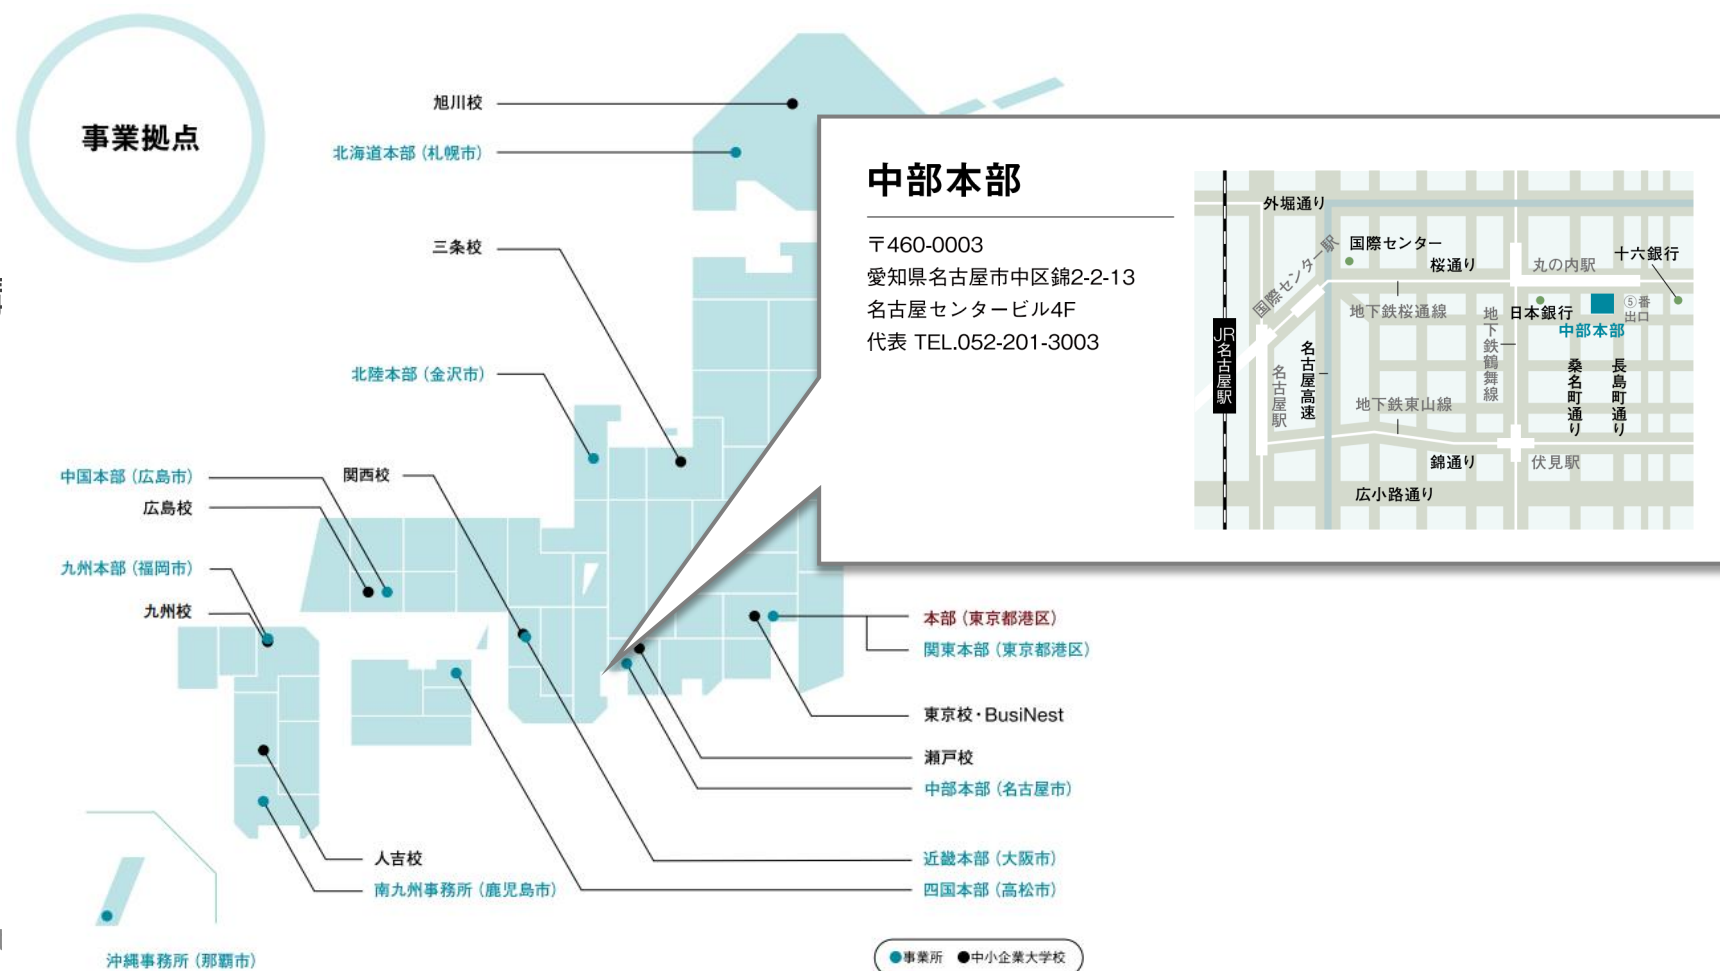 事業拠点
旭川校
北海道本部（札幌市）
三条校
北陸本部（金沢市）
中国本部（広島市）
関西校
広島校
九州本部（福岡市）
九州校
人吉校
南九州事務所（鹿児島市）
沖縄事務所（那覇市）
本部（東京都港区）
関東本部（東京都港区）
東京校・BusiNest
瀬戸校
中部本部（名古屋市）
近畿本部（大阪市）
四国本部（高松市）
●事業所 ●中小企業大学校
中部本部
〒460-0003
愛知県名古屋市中区錦2-2-13
名古屋センタービル4F
代表 TEL.052-201-3003
外堀通り
国際センター駅
国際センター
桜通り
丸の内駅
十六銀行
地下鉄桜通線
地下鉄鶴舞線
日本銀行
⑤番
出口
中部本部
JR名古屋駅
名古屋駅
名古屋高速
地下鉄東山線
桑名町通り
長島町通り
錦通り
伏見駅
広小路通り